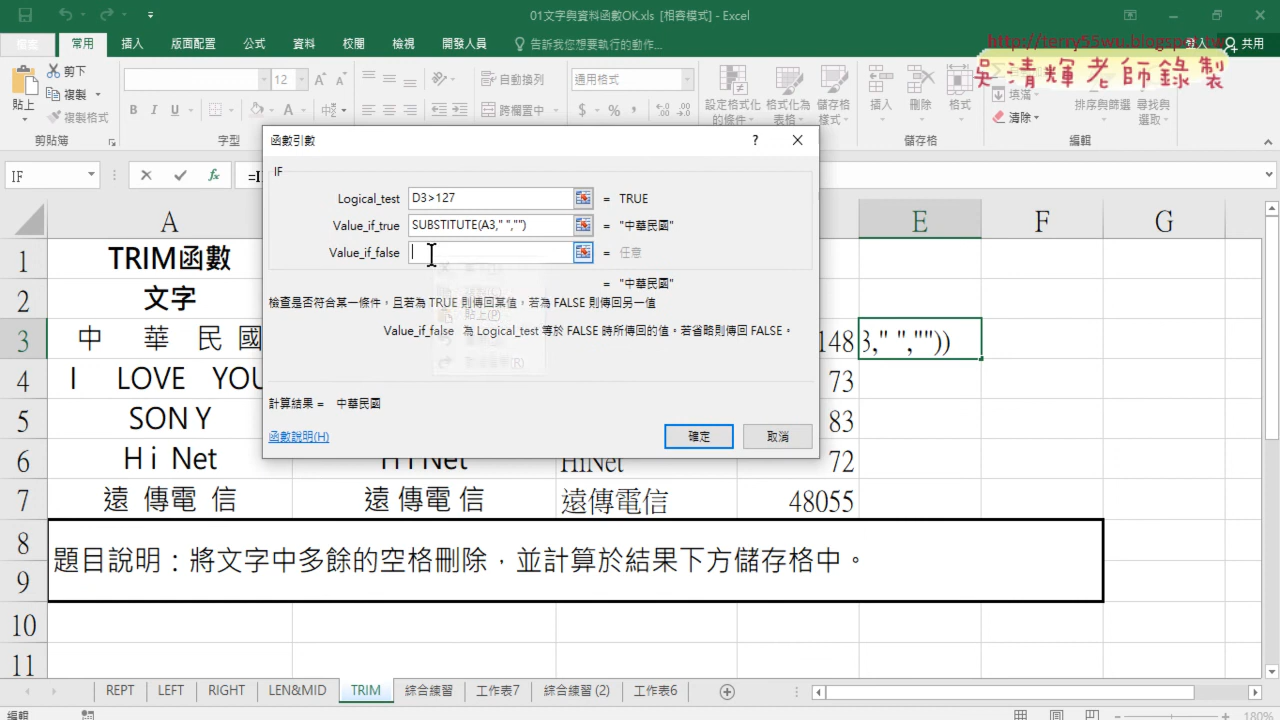 01文字與資料函數OK.xls [相容模式] - Excel
常用 插入 版面配置 公式 資料 校閱 檢視 開發人員 告訴我您想要執行的動作... 登入 共用
http://terry55wu.blogspot.tw
吳清輝老師錄製
剪下
複製
複製格式
貼上
12
自動換列
跨欄置中
通用格式
設定格式化的條件
格式化為表格
儲存格樣式
插入 刪除 格式
填滿
清除
排序與篩選 尋找與選取
剪貼簿 字型 儲存格 編輯
IF
函數引數
IF
Logical_test D3>127 = TRUE
Value_if_true SUBSTITUTE(A3," ","") = "中華民國"
Value_if_false = 任意
= "中華民國"
檢查是否符合某一條件，且若為 TRUE 則傳回某值，若為 FALSE 則傳回另一值
Value_if_false 為 Logical_test 等於 FALSE 時所傳回的值。若省略則傳回 FALSE。
計算結果 = 中華民國
函數說明(H)
確定 取消
A E F G
1 TRIM函數
2 文字
3 中 華 民 國 148 3," ",""))
4 I LOVE YOU 73
5 SON Y 83
6 H i Net H i Net HiNet 72
7 遠 傳電 信 遠 傳電 信 遠傳電信 48055
8 題目說明：將文字中多餘的空格刪除，並計算於結果下方儲存格中。
9
10
11
REPT LEFT RIGHT LEN&MID TRIM 綜合練習 工作表7 綜合練習 (2) 工作表6
編輯 180%